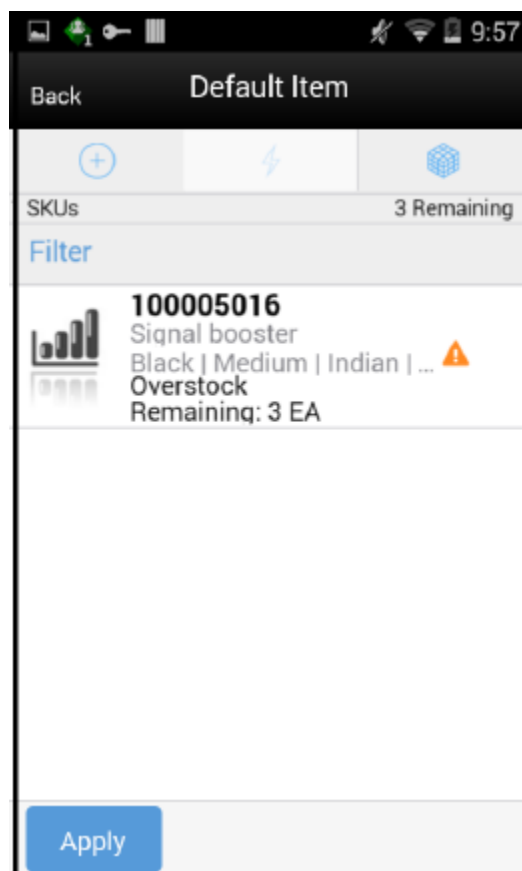 1
9:57
Back
Default Item
SKUs
3 Remaining
Filter
100005016
Signal booster
Black | Medium | Indian | ...
Overstock
Remaining: 3 EA
Apply